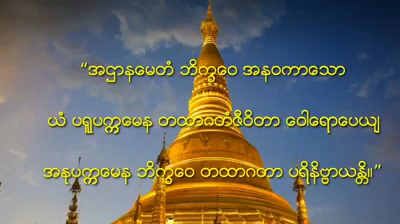 “အဋ္ဌာနမေတံ ဘိက္ခဝေ အနဝကာသော
ယံ ပရူပက္ကမေန တထာဂတံဇီဝိတာ ဝေါရောပေယျ
အနုပက္ကမေန ဘိက္ခဝေ တထာဂတာ ပရိနိဗ္ဗာယန္တိ။”